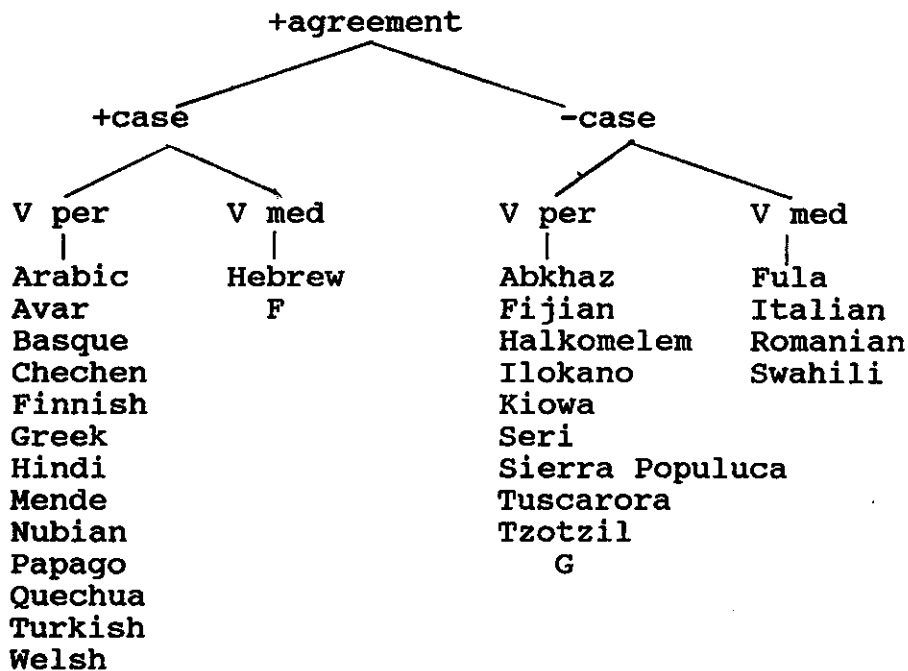 +agreement
+case -case
V per V med V per V med
Arabic Hebrew Abkhaz Fula
Avar F Fijian Italian
Basque Halkomelem Romanian
Chechen Ilokano Swahili
Finnish Kiowa
Greek Seri
Hindi Sierra Populuca
Mende Tuscarora
Nubian Tzotzil
Papago G
Quechua
Turkish
Welsh